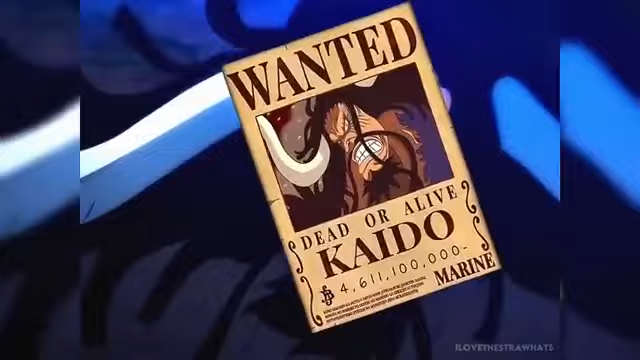 WANTED
DEAD OR ALIVE
KAIDO
฿ 4,611,100,000-
MARINE
ILOVETHESTRAWHATS